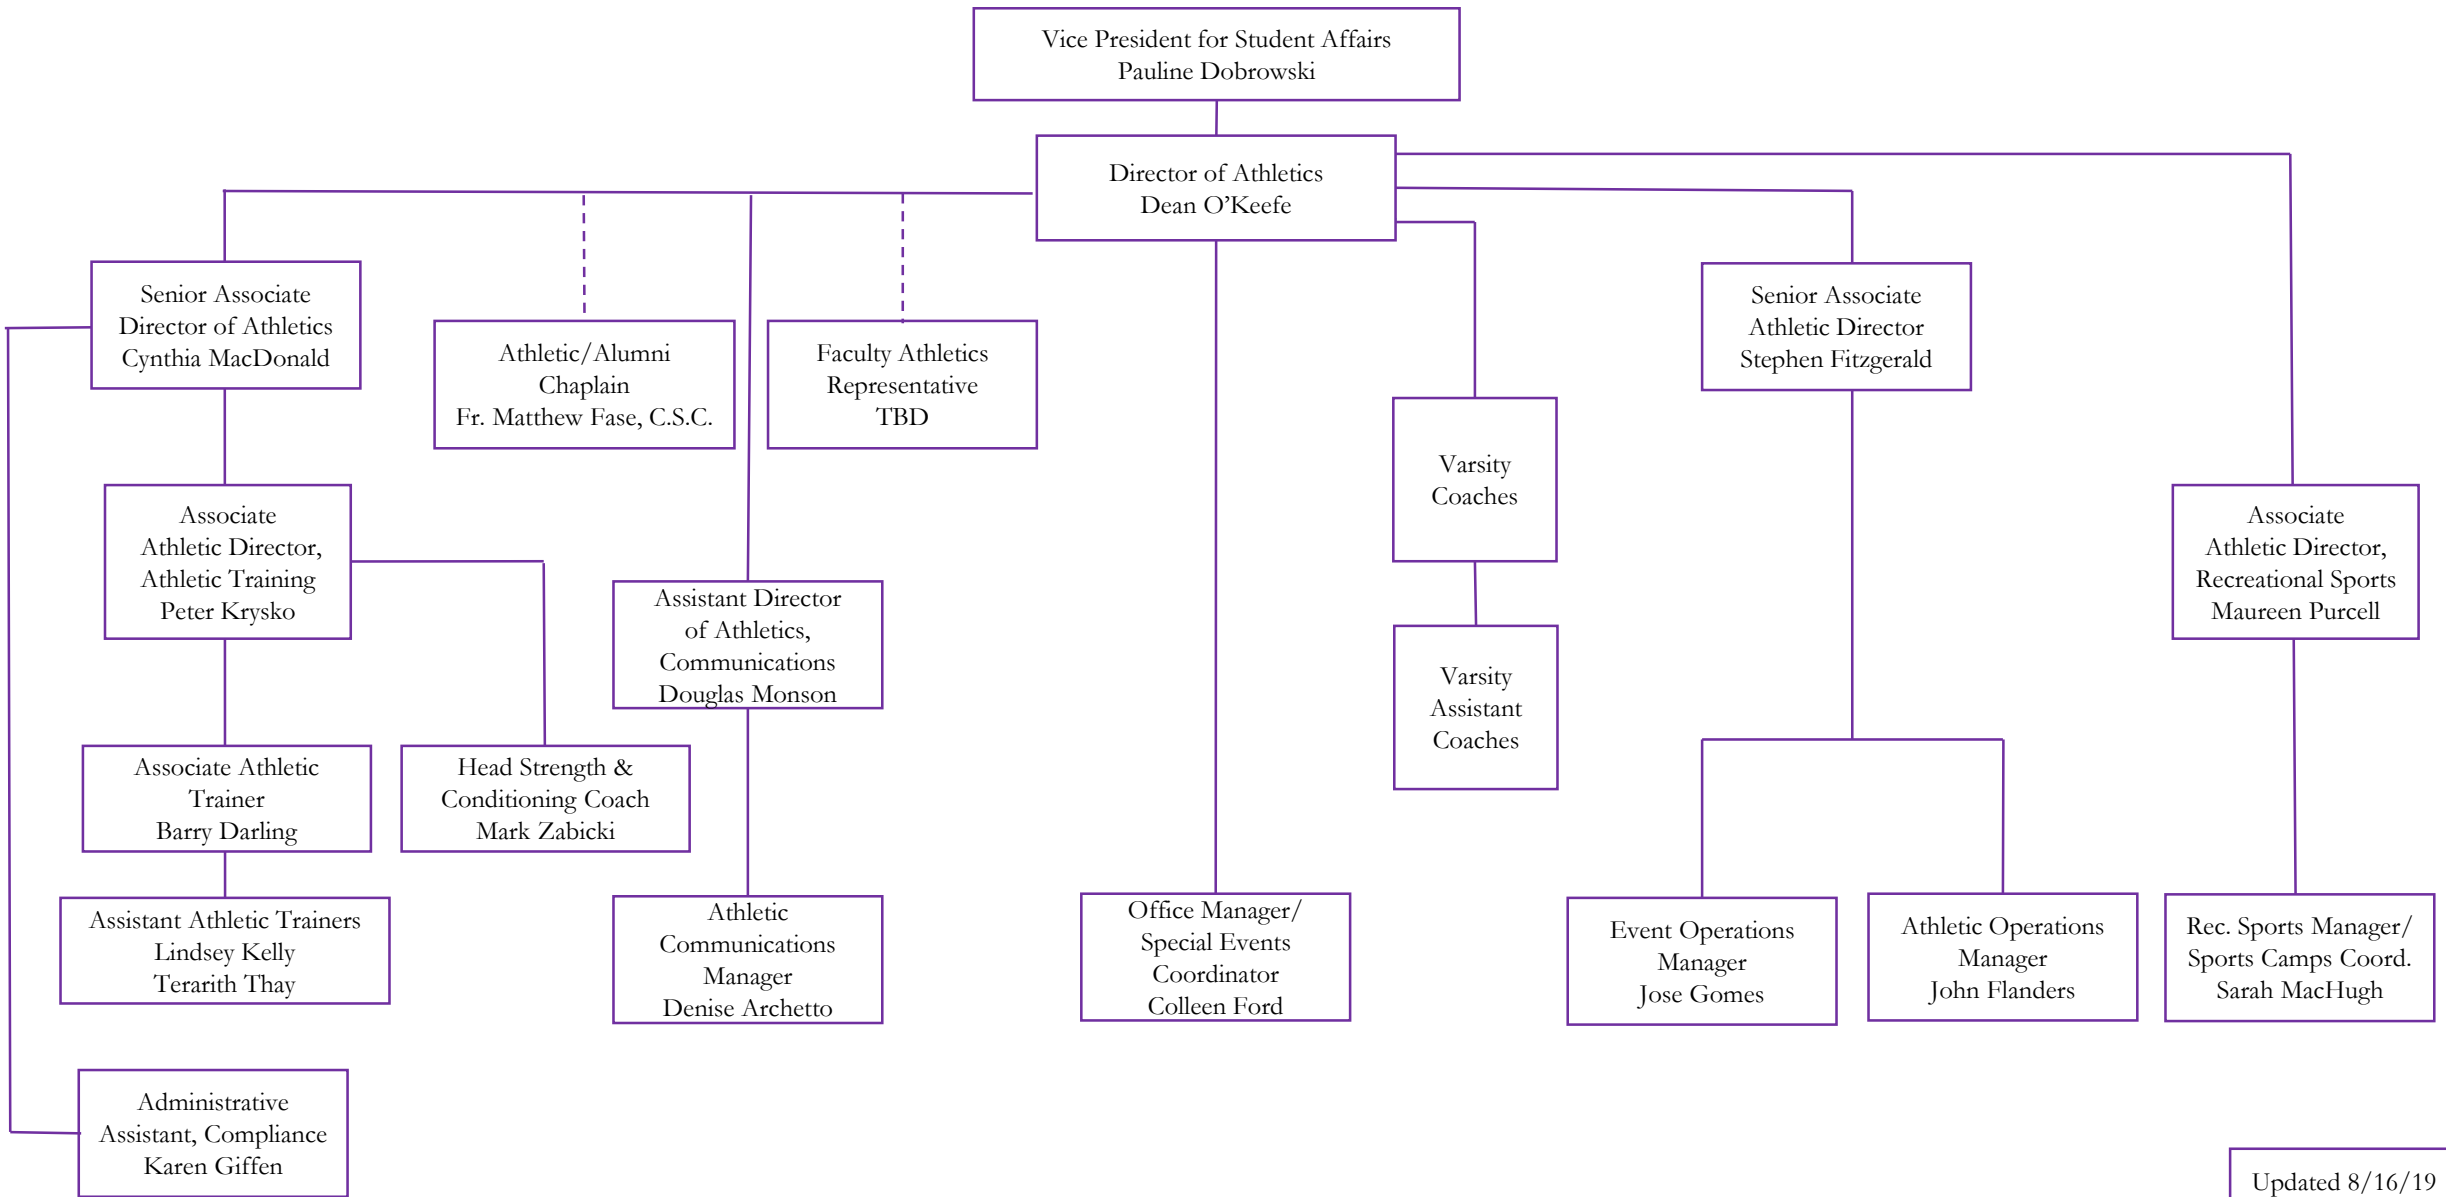 Vice President for Student Affairs
Pauline Dobrowski
Director of Athletics
Dean O’Keefe
Senior Associate
Director of Athletics
Cynthia MacDonald
Athletic/Alumni
Chaplain
Fr. Matthew Fase, C.S.C.
Faculty Athletics
Representative
TBD
Senior Associate
Athletic Director
Stephen Fitzgerald
Varsity
Coaches
Associate
Athletic Director,
Athletic Training
Peter Krysko
Associate
Athletic Director,
Recreational Sports
Maureen Purcell
Assistant Director
of Athletics,
Communications
Douglas Monson
Varsity
Assistant
Coaches
Associate Athletic
Trainer
Barry Darling
Head Strength &
Conditioning Coach
Mark Zabicki
Assistant Athletic Trainers
Lindsey Kelly
Terarith Thay
Athletic
Communications
Manager
Denise Archetto
Office Manager/
Special Events
Coordinator
Colleen Ford
Event Operations
Manager
Jose Gomes
Athletic Operations
Manager
John Flanders
Rec. Sports Manager/
Sports Camps Coord.
Sarah MacHugh
Administrative
Assistant, Compliance
Karen Giffen
Updated 8/16/19